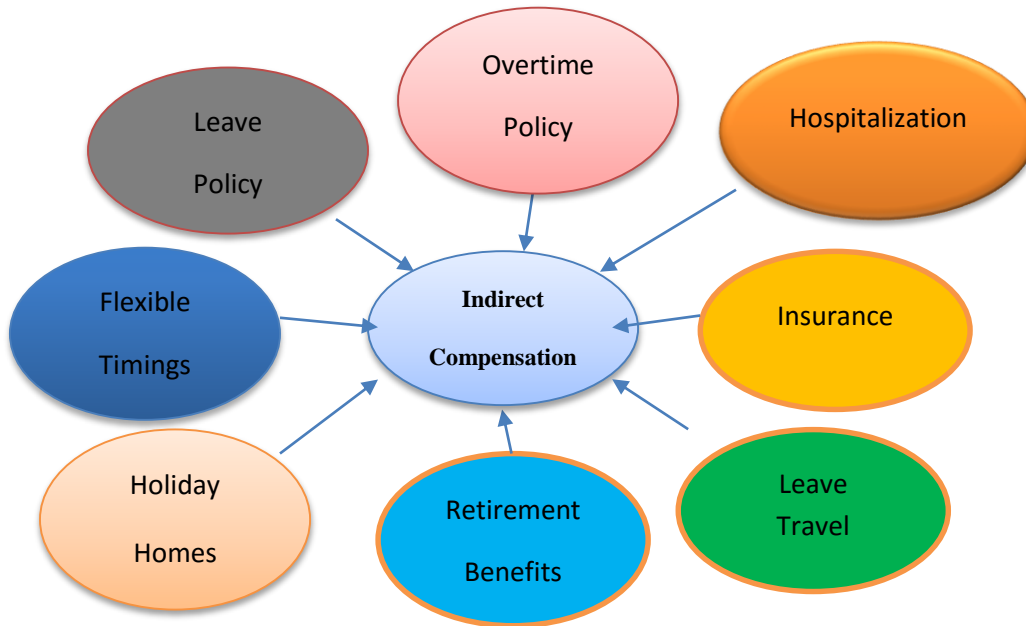 Overtime
Policy
Hospitalization
Leave
Policy
Flexible
Timings
Indirect
Compensation
Insurance
Holiday
Homes
Retirement
Benefits
Leave
Travel